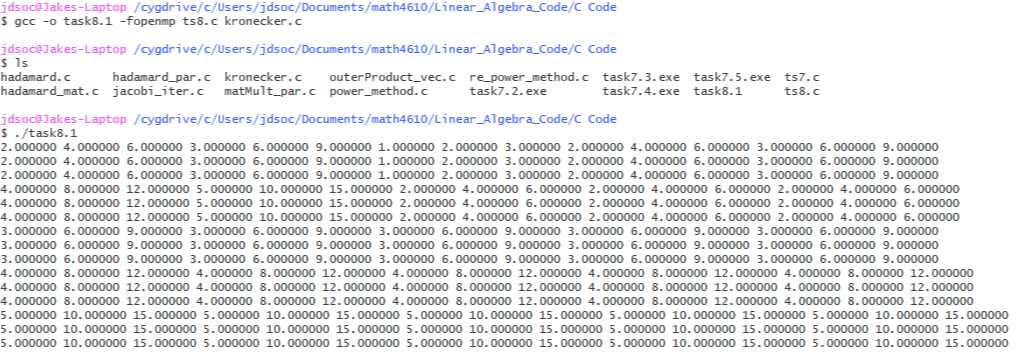 jdsoc@Jakes-Laptop /cygdrive/c/Users/jdsoc/Documents/math4610/Linear_Algebra_Code/C Code
$ gcc -o task8.1 -fopenmp ts8.c kronecker.c
jdsoc@Jakes-Laptop /cygdrive/c/Users/jdsoc/Documents/math4610/Linear_Algebra_Code/C Code
$ ls
hadamard.c hadamard_par.c kronecker.c outerProduct_vec.c re_power_method.c task7.3.exe task7.5.exe ts7.c
hadamard_mat.c jacobi_iter.c matMult_par.c power_method.c task7.2.exe task7.4.exe task8.1 ts8.c
jdsoc@Jakes-Laptop /cygdrive/c/Users/jdsoc/Documents/math4610/Linear_Algebra_Code/C Code
$ ./task8.1
2.000000 4.000000 6.000000 3.000000 6.000000 9.000000 1.000000 2.000000 3.000000 2.000000 4.000000 6.000000 3.000000 6.000000 9.000000
2.000000 4.000000 6.000000 3.000000 6.000000 9.000000 1.000000 2.000000 3.000000 2.000000 4.000000 6.000000 3.000000 6.000000 9.000000
2.000000 4.000000 6.000000 3.000000 6.000000 9.000000 1.000000 2.000000 3.000000 2.000000 4.000000 6.000000 3.000000 6.000000 9.000000
4.000000 8.000000 12.000000 5.000000 10.000000 15.000000 2.000000 4.000000 6.000000 2.000000 4.000000 6.000000 2.000000 4.000000 6.000000
4.000000 8.000000 12.000000 5.000000 10.000000 15.000000 2.000000 4.000000 6.000000 2.000000 4.000000 6.000000 2.000000 4.000000 6.000000
4.000000 8.000000 12.000000 5.000000 10.000000 15.000000 2.000000 4.000000 6.000000 2.000000 4.000000 6.000000 2.000000 4.000000 6.000000
3.000000 6.000000 9.000000 3.000000 6.000000 9.000000 3.000000 6.000000 9.000000 3.000000 6.000000 9.000000 3.000000 6.000000 9.000000
3.000000 6.000000 9.000000 3.000000 6.000000 9.000000 3.000000 6.000000 9.000000 3.000000 6.000000 9.000000 3.000000 6.000000 9.000000
3.000000 6.000000 9.000000 3.000000 6.000000 9.000000 3.000000 6.000000 9.000000 3.000000 6.000000 9.000000 3.000000 6.000000 9.000000
4.000000 8.000000 12.000000 4.000000 8.000000 12.000000 4.000000 8.000000 12.000000 4.000000 8.000000 12.000000 4.000000 8.000000 12.000000
4.000000 8.000000 12.000000 4.000000 8.000000 12.000000 4.000000 8.000000 12.000000 4.000000 8.000000 12.000000 4.000000 8.000000 12.000000
4.000000 8.000000 12.000000 4.000000 8.000000 12.000000 4.000000 8.000000 12.000000 4.000000 8.000000 12.000000 4.000000 8.000000 12.000000
5.000000 10.000000 15.000000 5.000000 10.000000 15.000000 5.000000 10.000000 15.000000 5.000000 10.000000 15.000000 5.000000 10.000000 15.000000
5.000000 10.000000 15.000000 5.000000 10.000000 15.000000 5.000000 10.000000 15.000000 5.000000 10.000000 15.000000 5.000000 10.000000 15.000000
5.000000 10.000000 15.000000 5.000000 10.000000 15.000000 5.000000 10.000000 15.000000 5.000000 10.000000 15.000000 5.000000 10.000000 15.000000